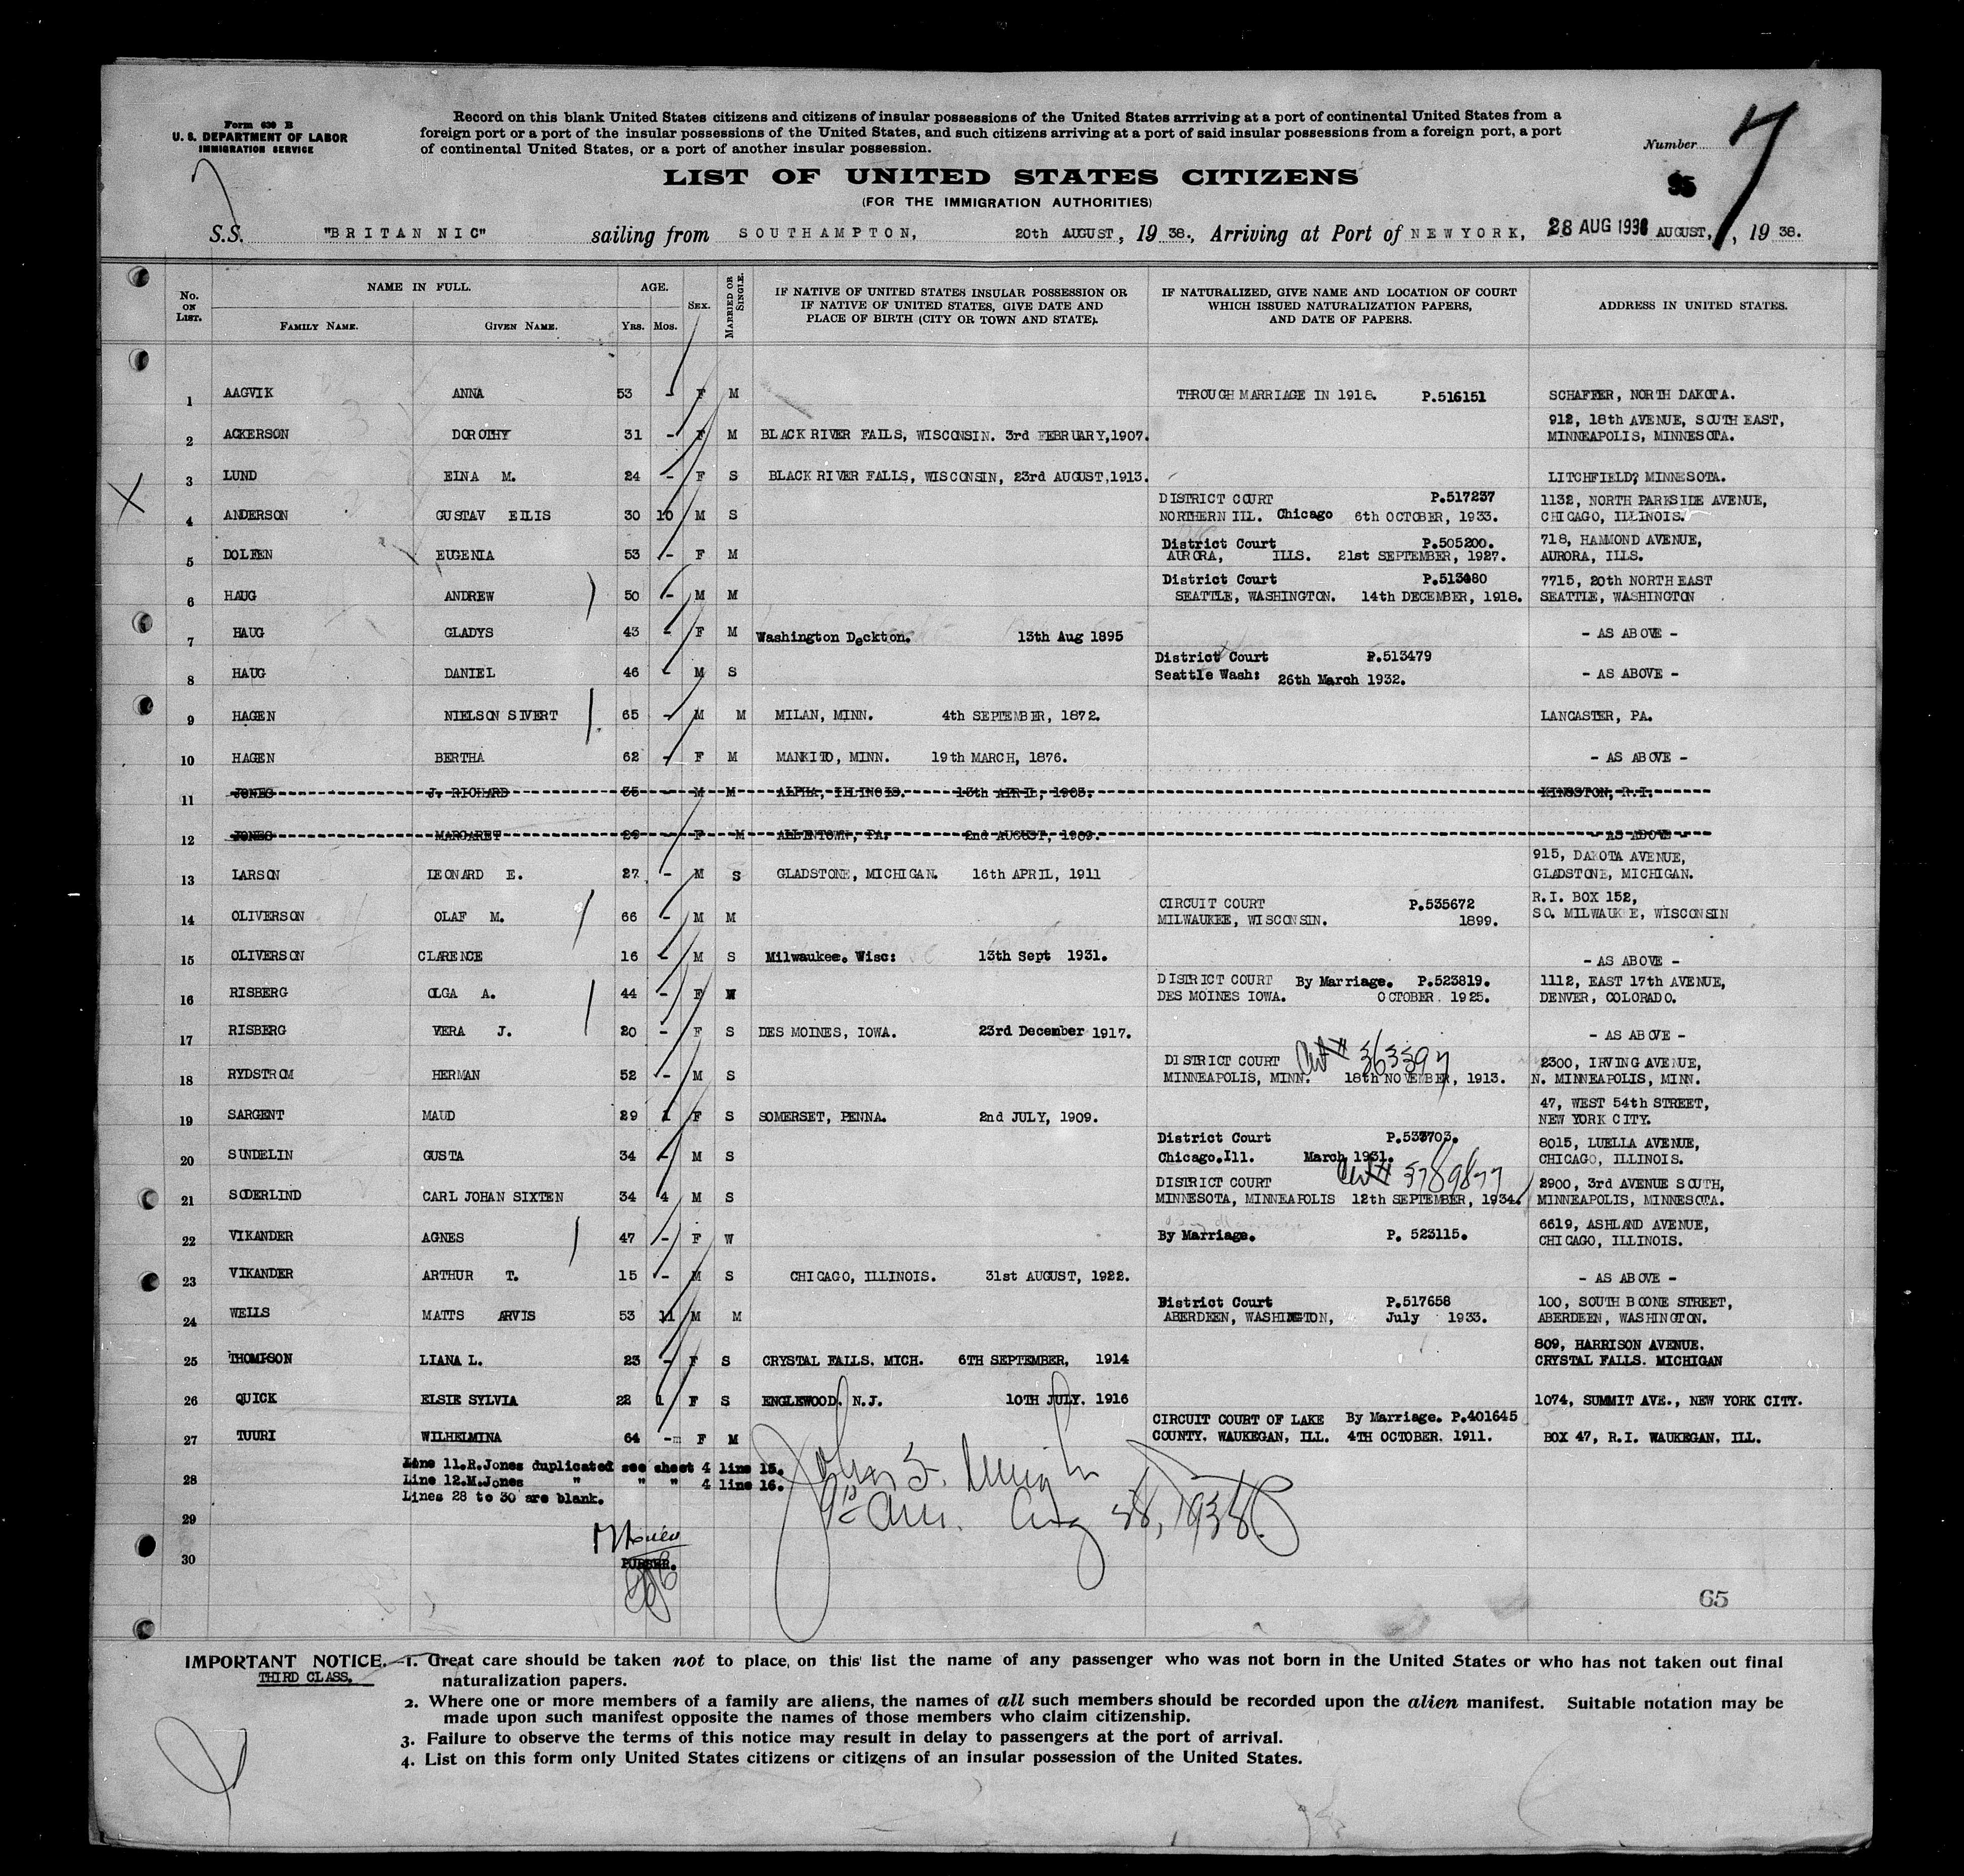 Form 630 B
U. S. DEPARTMENT OF LABOR
IMMIGRATION SERVICE
Record on this blank United States citizens and citizens of insular possessions of the United States arrriving at a port of continental United States from a
foreign port or a port of the insular possessions of the United States, and such citizens arriving at a port of said insular possessions from a foreign port, a port
of continental United States, or a port of another insular possession.
Number 7
95
LIST OF UNITED STATES CITIZENS
(FOR THE IMMIGRATION AUTHORITIES)
S.S. "BRITANNIC" sailing from SOUTHAMPTON, 20th AUGUST, 1938., Arriving at Port of NEW YORK, 28 AUG 1938 AUGUST, , 1938.
No. ON LIST. NAME IN FULL. FAMILY NAME. GIVEN NAME. AGE. YRS. MOS. SEX. MARRIED OR SINGLE. IF NATIVE OF UNITED STATES INSULAR POSSESSION OR IF NATIVE OF UNITED STATES, GIVE DATE AND PLACE OF BIRTH (CITY OR TOWN AND STATE). IF NATURALIZED, GIVE NAME AND LOCATION OF COURT WHICH ISSUED NATURALIZATION PAPERS, AND DATE OF PAPERS. ADDRESS IN UNITED STATES.
1 AAGVIK ANNA 53 - F M THROUGH MARRIAGE IN 1918. P.516151 SCHAFFER, NORTH DAKOTA.
2 ACKERSON DOROTHY 31 - F M BLACK RIVER FALLS, WISCONSIN. 3rd FEBRUARY,1907. 912, 18th AVENUE, SOUTH EAST, MINNEAPOLIS, MINNESOTA.
3 LUND EINA M. 24 - F S BLACK RIVER FALLS, WISCONSIN, 23rd AUGUST,1913. LITCHFIELD? MINNESOTA.
4 ANDERSON GUSTAV EILIS 30 10 M S DISTRICT COURT P.517237 NORTHERN ILL. Chicago 6th OCTOBER, 1933. 1132, NORTH PARKSIDE AVENUE, CHICAGO, ILLINOIS.
5 DOLFEN EUGENIA 53 - F M District Court P.505200. AURORA, ILLS. 21st SEPTEMBER, 1927. 718, HAMMOND AVENUE, AURORA, ILLS.
6 HAUG ANDREW 50 - M M District Court P.513480 SEATTLE, WASHINGTON. 14th DECEMBER, 1918. 7715, 20th NORTH EAST SEATTLE, WASHINGTON
7 HAUG GLADYS 43 - F M Washington Deckton. 13th Aug 1895 - AS ABOVE -
8 HAUG DANIEL 46 - M S District Court P.513479 Seattle Wash: 26th March 1932. - AS ABOVE -
9 HAGEN NIELSON SIVERT 65 - M M MILAN, MINN. 4th SEPTEMBER, 1872. LANCASTER, PA.
10 HAGEN BERTHA 62 - F M MANKITO, MINN. 19th MARCH, 1876. - AS ABOVE -
11 JONES J. RICHARD 35 - M M ALPHA, ILLINOIS. 13th APRIL, 1903. KINGSTON, R.I.
12 JONES MARGARET 29 - F M ALLENTOWN, PA. 2nd AUGUST, 1909. - AS ABOVE -
13 LARSON LEONARD E. 27 - M S GLADSTONE, MICHIGAN. 16th APRIL, 1911 915, DAKOTA AVENUE, GLADSTONE, MICHIGAN.
14 OLIVERSON OLAF M. 66 - M M CIRCUIT COURT P.535672 MILWAUKEE, WISCONSIN. 1899. R.I. BOX 152, SO. MILWAUKEE, WISCONSIN
15 OLIVERSON CLARENCE 16 - M S Milwaukee. Wisc: 13th Sept 1931. - AS ABOVE -
16 RISBERG OLGA A. 44 - F W DISTRICT COURT By Marriage. P.523819. DES MOINES IOWA. OCTOBER. 1925. 1112, EAST 17th AVENUE, DENVER, COLORADO.
17 RISBERG VERA J. 20 - F S DES MOINES, IOWA. 23rd December 1917. - AS ABOVE -
18 RYDSTROM HERMAN 52 - M S DISTRICT COURT Crt # 363397 MINNEAPOLIS, MINN. 18th NOVEMBER, 1913. 2300, IRVING AVENUE, N. MINNEAPOLIS, MINN.
19 SARGENT MAUD 29 1 F S SOMERSET, PENNA. 2nd JULY, 1909. 47, WEST 54th STREET, NEW YORK CITY.
20 SUNDELIN GUSTA 34 - M S District Court P.537703. Chicago.Ill. March 1931. 8015, LUELLA AVENUE, CHICAGO, ILLINOIS.
21 SODERLIND CARL JOHAN SIXTEN 34 4 M S DISTRICT COURT Crt # 3789877 MINNESOTA, MINNEAPOLIS 12th SEPTEMBER, 1934. 2900, 3rd AVENUE SOUTH, MINNEAPOLIS, MINNESOTA.
22 VIKANDER AGNES 47 - F W By Marriage. P. 523115. 6619, ASHLAND AVENUE, CHICAGO, ILLINOIS.
23 VIKANDER ARTHUR T. 15 - M S CHICAGO, ILLINOIS. 31st AUGUST, 1922. - AS ABOVE -
24 WELLS MATTS ARVIS 53 11 M M District Court P.517658 ABERDEEN, WASHINGTON, July 1933. 100, SOUTH BOONE STREET, ABERDEEN, WASHINGTON.
25 THOMPSON LIANA L. 23 - F S CRYSTAL FALLS. MICH. 6TH SEPTEMBER, 1914 809, HARRISON AVENUE. CRYSTAL FALLS. MICHIGAN
26 QUICK ELSIE SYLVIA 22 1 F S ENGLEWOOD. N.J. 10TH JULY. 1916 1074, SUMMIT AVE., NEW YORK CITY.
27 TUURI WILHELMINA 64 - F M CIRCUIT COURT OF LAKE By Marriage. P.401645 COUNTY. WAUKEGAN, ILL. 4TH OCTOBER. 1911. BOX 47, R.I. WAUKEGAN. ILL.
Line 11.R.Jones duplicated see sheet 4 line 15.
28 Line 12.M.Jones " " " 4 line 16.
Lines 28 to 30 are blank.
29
Aug 28, 1938
30 PURSER.
65
IMPORTANT NOTICE.—1. Great care should be taken not to place, on this list the name of any passenger who was not born in the United States or who has not taken out final
THIRD CLASS. naturalization papers.
2. Where one or more members of a family are aliens, the names of all such members should be recorded upon the alien manifest. Suitable notation may be
made upon such manifest opposite the names of those members who claim citizenship.
3. Failure to observe the terms of this notice may result in delay to passengers at the port of arrival.
4. List on this form only United States citizens or citizens of an insular possession of the United States.